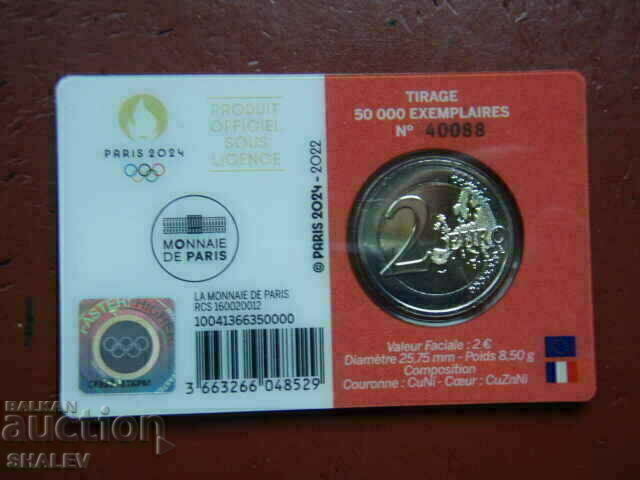 PARIS 2024
PRODUIT
OFFICIEL
SOUS
LICENCE
MONNAIE
DE PARIS
© PARIS 2024 - 2022
LA MONNAIE DE PARIS
RCS 160020012
10041366350000
3 663266 048529
TIRAGE
50 000 EXEMPLAIRES
N° 40088
2 EURO
Valeur Faciale : 2 €
Diamètre 25,75 mm - Poids 8,50 g
Composition
Couronne : CuNi - Cœur : CuZnNi
BALKAN
auction
SHALEV